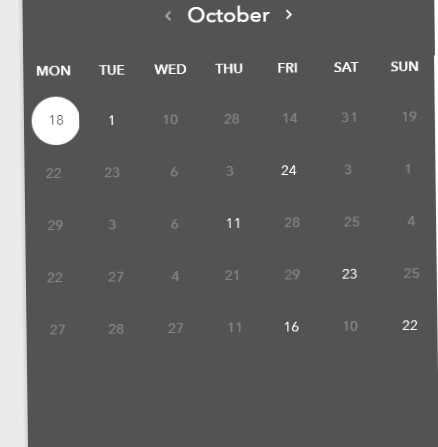 ‹ October ›
MON TUE WED THU FRI SAT SUN
18 1 10 28 14 31 19
22 23 6 3 24 3 1
29 3 6 11 28 25 4
22 27 4 21 29 23 25
27 28 27 11 16 10 22